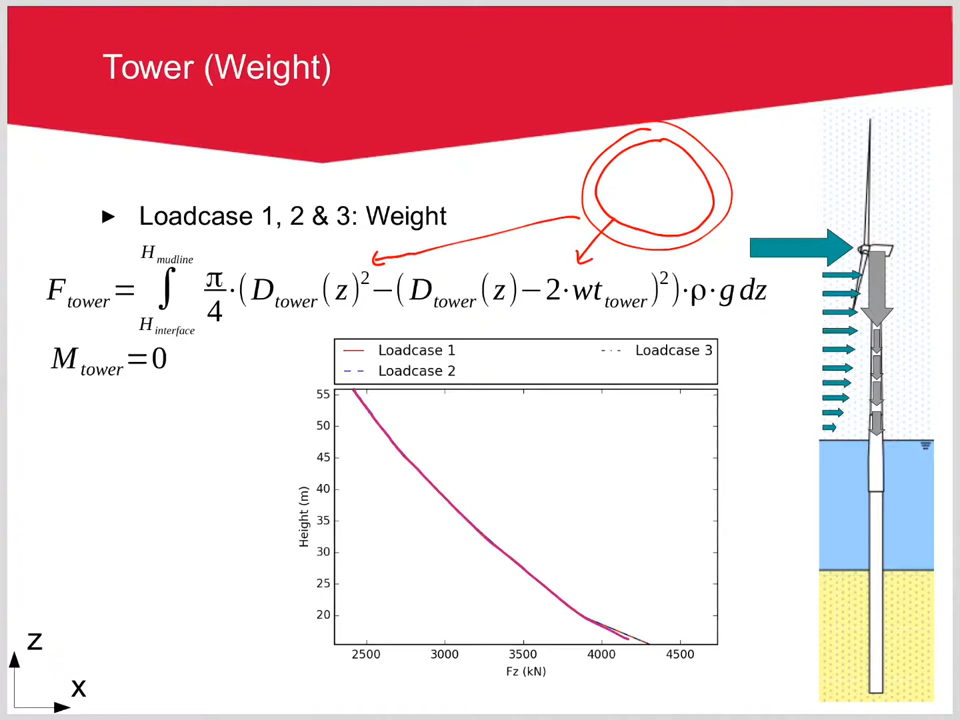 Tower (Weight)
► Loadcase 1, 2 & 3: Weight
F_tower = ∫_{H_interface}^{H_mudline} π/4 · (D_tower(z)² − (D_tower(z) − 2 · wt_tower)²) · ρ · g dz
M_tower = 0
Loadcase 1
Loadcase 3
Loadcase 2
55
50
45
40
35
30
25
20
Height (m)
2500 3000 3500 4000 4500
Fz (kN)
z
x